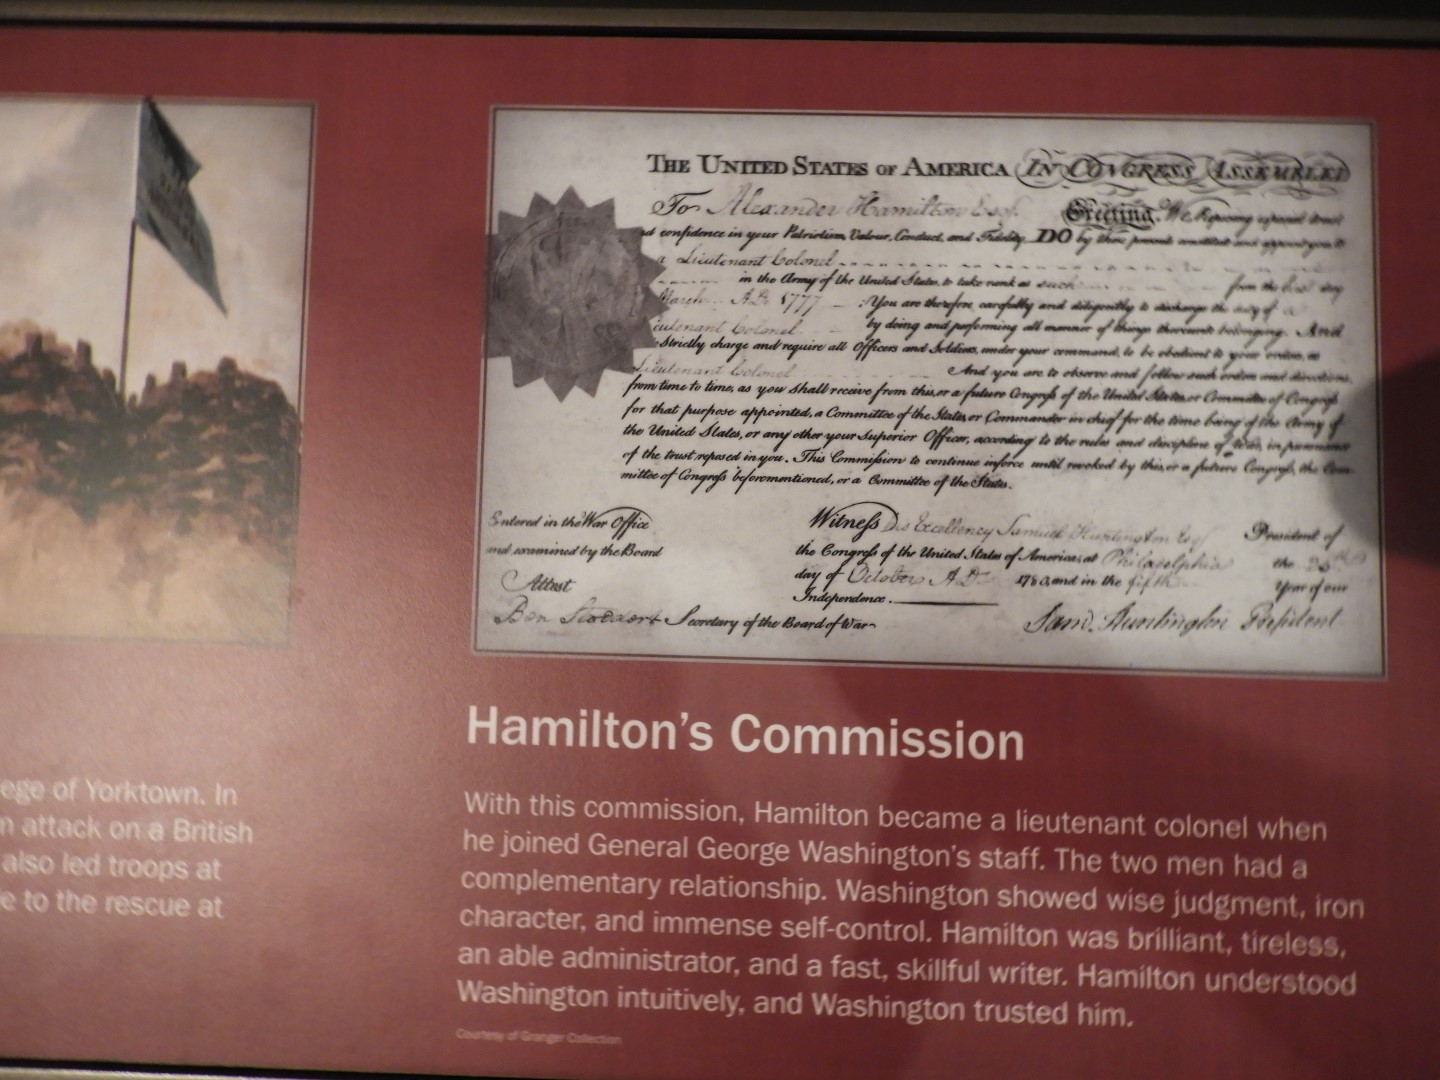 THE UNITED STATES OF AMERICA IN CONGRESS ASSEMBLED
To Alexander Hamilton Esqr. Greeting. We Reposing especial trust
d confidence in your Patriotism, Valour, Conduct, and Fidelity DO by these presents constitute and appoint you to
a Lieutenant Colonel
in the Army of the United States, to take rank as such from the first day
March A.D. 1777 You are therefore carefully and diligently to discharge the duty of a
ieutenant Colonel by doing and performing all manner of things thereunto belonging. And
Strictly charge and require all Officers and Soldiers, under your command, to be obedient to your orders, as
Lieutenant Colonel And you are to observe and follow such orders and directions,
from time to time, as you shall receive from this, or a future Congress of the United States, or Committee of Congress
for that purpose appointed, a Committee of the States, or Commander in chief for the time being of the Army of
the United States, or any other your Superior Officer, according to the rules and discipline of War, in pursuance
of the trust reposed in you. This Commission to continue in force until revoked by this, or a future Congress, the Com-
mittee of Congress beforementioned, or a Committee of the States.
Entered in the War Office
and examined by the Board
Attest
Ben Stoddert Secretary of the Board of War
Witness His Excellency Samuel Huntington Esqr President of
the Congress of the United States of America, at Philadelphia the
day of October A.D. 1780, and in the fifth Year of our
Independence.
Sam. Huntington President
ege of Yorktown. In
n attack on a British
also led troops at
e to the rescue at
Hamilton's Commission
With this commission, Hamilton became a lieutenant colonel when
he joined General George Washington's staff. The two men had a
complementary relationship. Washington showed wise judgment, iron
character, and immense self-control. Hamilton was brilliant, tireless,
an able administrator, and a fast, skillful writer. Hamilton understood
Washington intuitively, and Washington trusted him.
Courtesy of Granger Collection